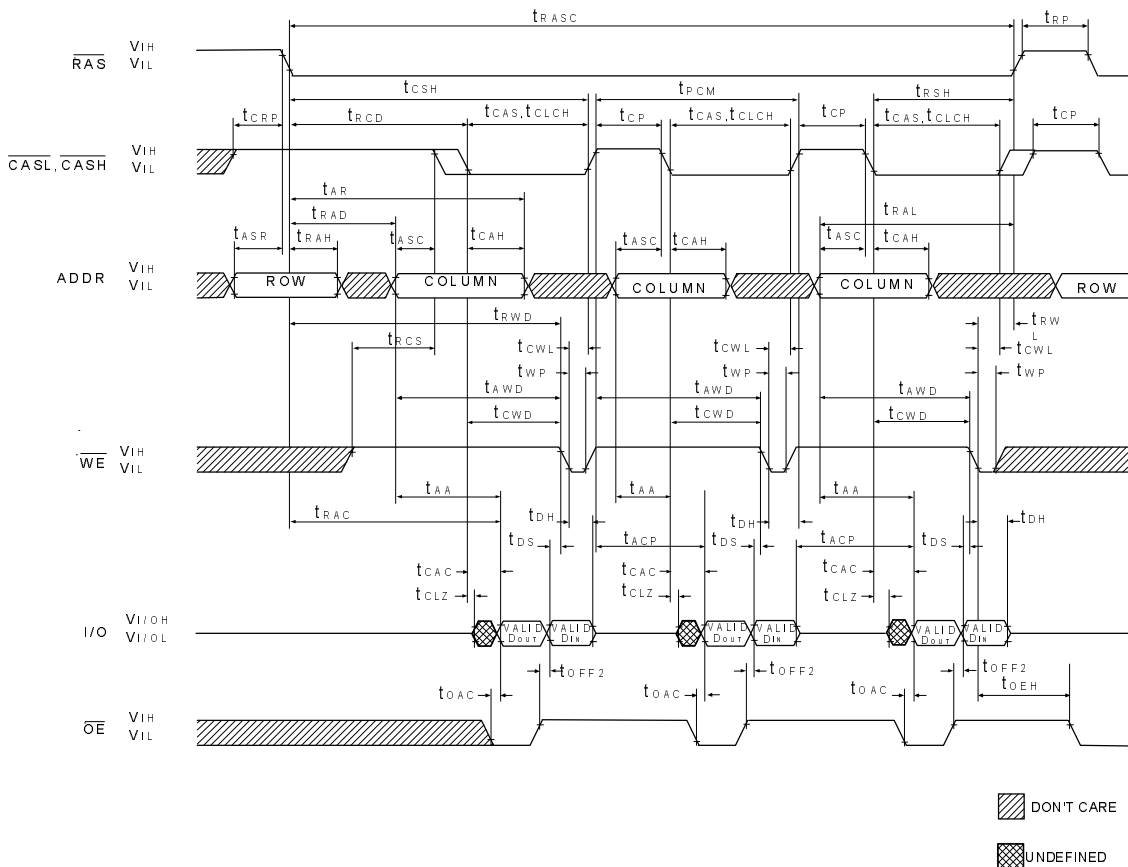 tRASC
tRP
RAS VIH
VIL
tCSH
tPCM
tRSH
tCRP
tRCD
tCAS,tCLCH
tCP
tCAS,tCLCH
tCP
tCAS,tCLCH
tCP
CASL,CASH VIH
VIL
tAR
tRAD
tRAL
tASR
tRAH
tASC
tCAH
tASC
tCAH
tASC
tCAH
ADDR VIH
VIL
ROW
COLUMN
COLUMN
COLUMN
ROW
tRWD
tRWL
tRCS
tCWL
tCWL
tCWL
tWP
tWP
tWP
tAWD
tAWD
tAWD
tCWD
tCWD
tCWD
WE VIH
VIL
tAA
tAA
tAA
tRAC
tDH
tDH
tDH
tDS
tACP
tDS
tACP
tDS
tCAC
tCAC
tCAC
tCLZ
tCLZ
tCLZ
I/O VI/OH
VI/OL
VALID DOUT
VALID DIN
VALID DOUT
VALID DIN
VALID DOUT
VALID DIN
tOFF2
tOFF2
tOFF2
tOAC
tOAC
tOAC
tOEH
OE VIH
VIL
DON'T CARE
UNDEFINED